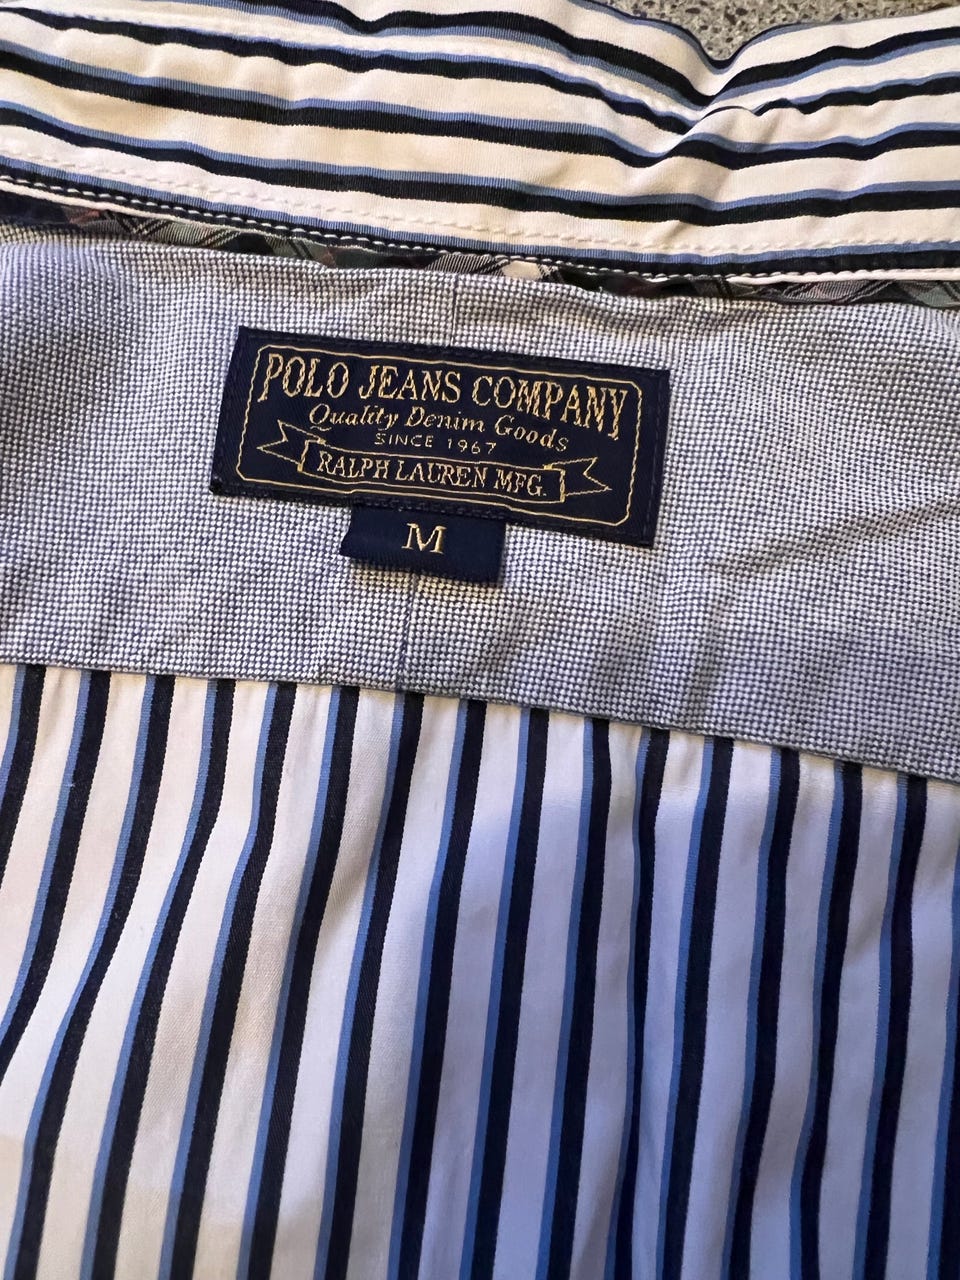 POLO JEANS COMPANY
Quality Denim Goods
SINCE 1967
RALPH LAUREN MFG.
M